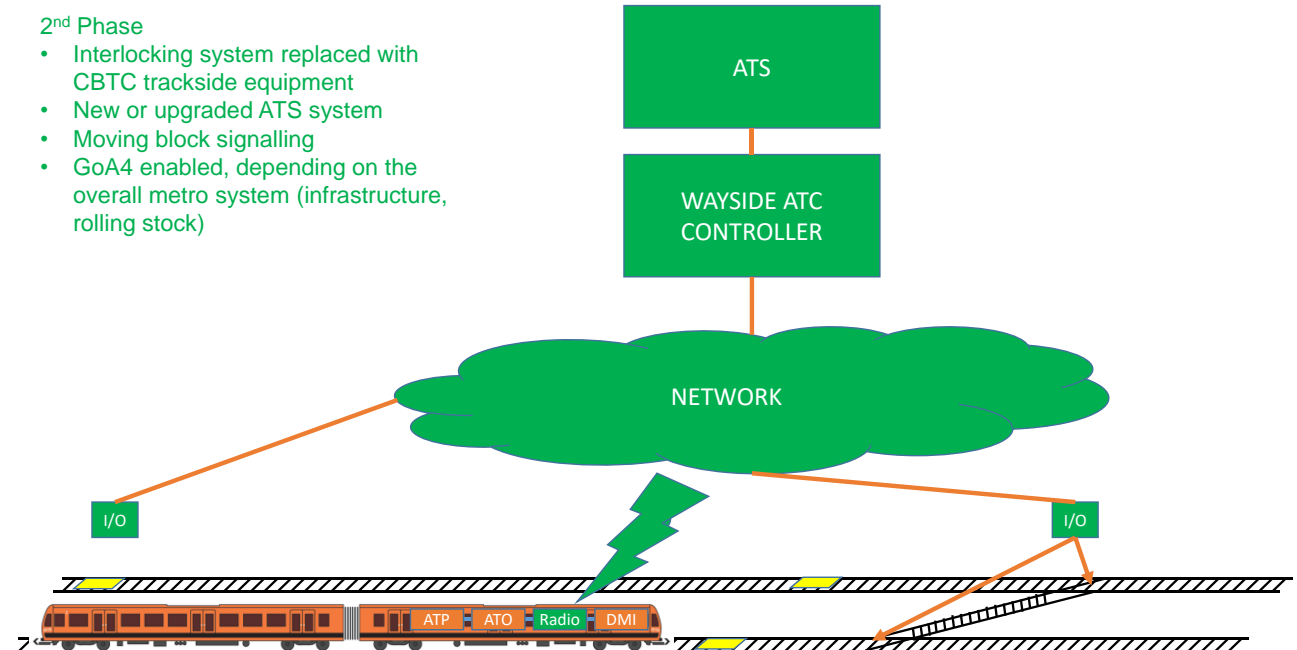 2nd Phase
• Interlocking system replaced with
CBTC trackside equipment
• New or upgraded ATS system
• Moving block signalling
• GoA4 enabled, depending on the
overall metro system (infrastructure,
rolling stock)
ATS
WAYSIDE ATC
CONTROLLER
NETWORK
I/O
I/O
ATP
ATO
Radio
DMI